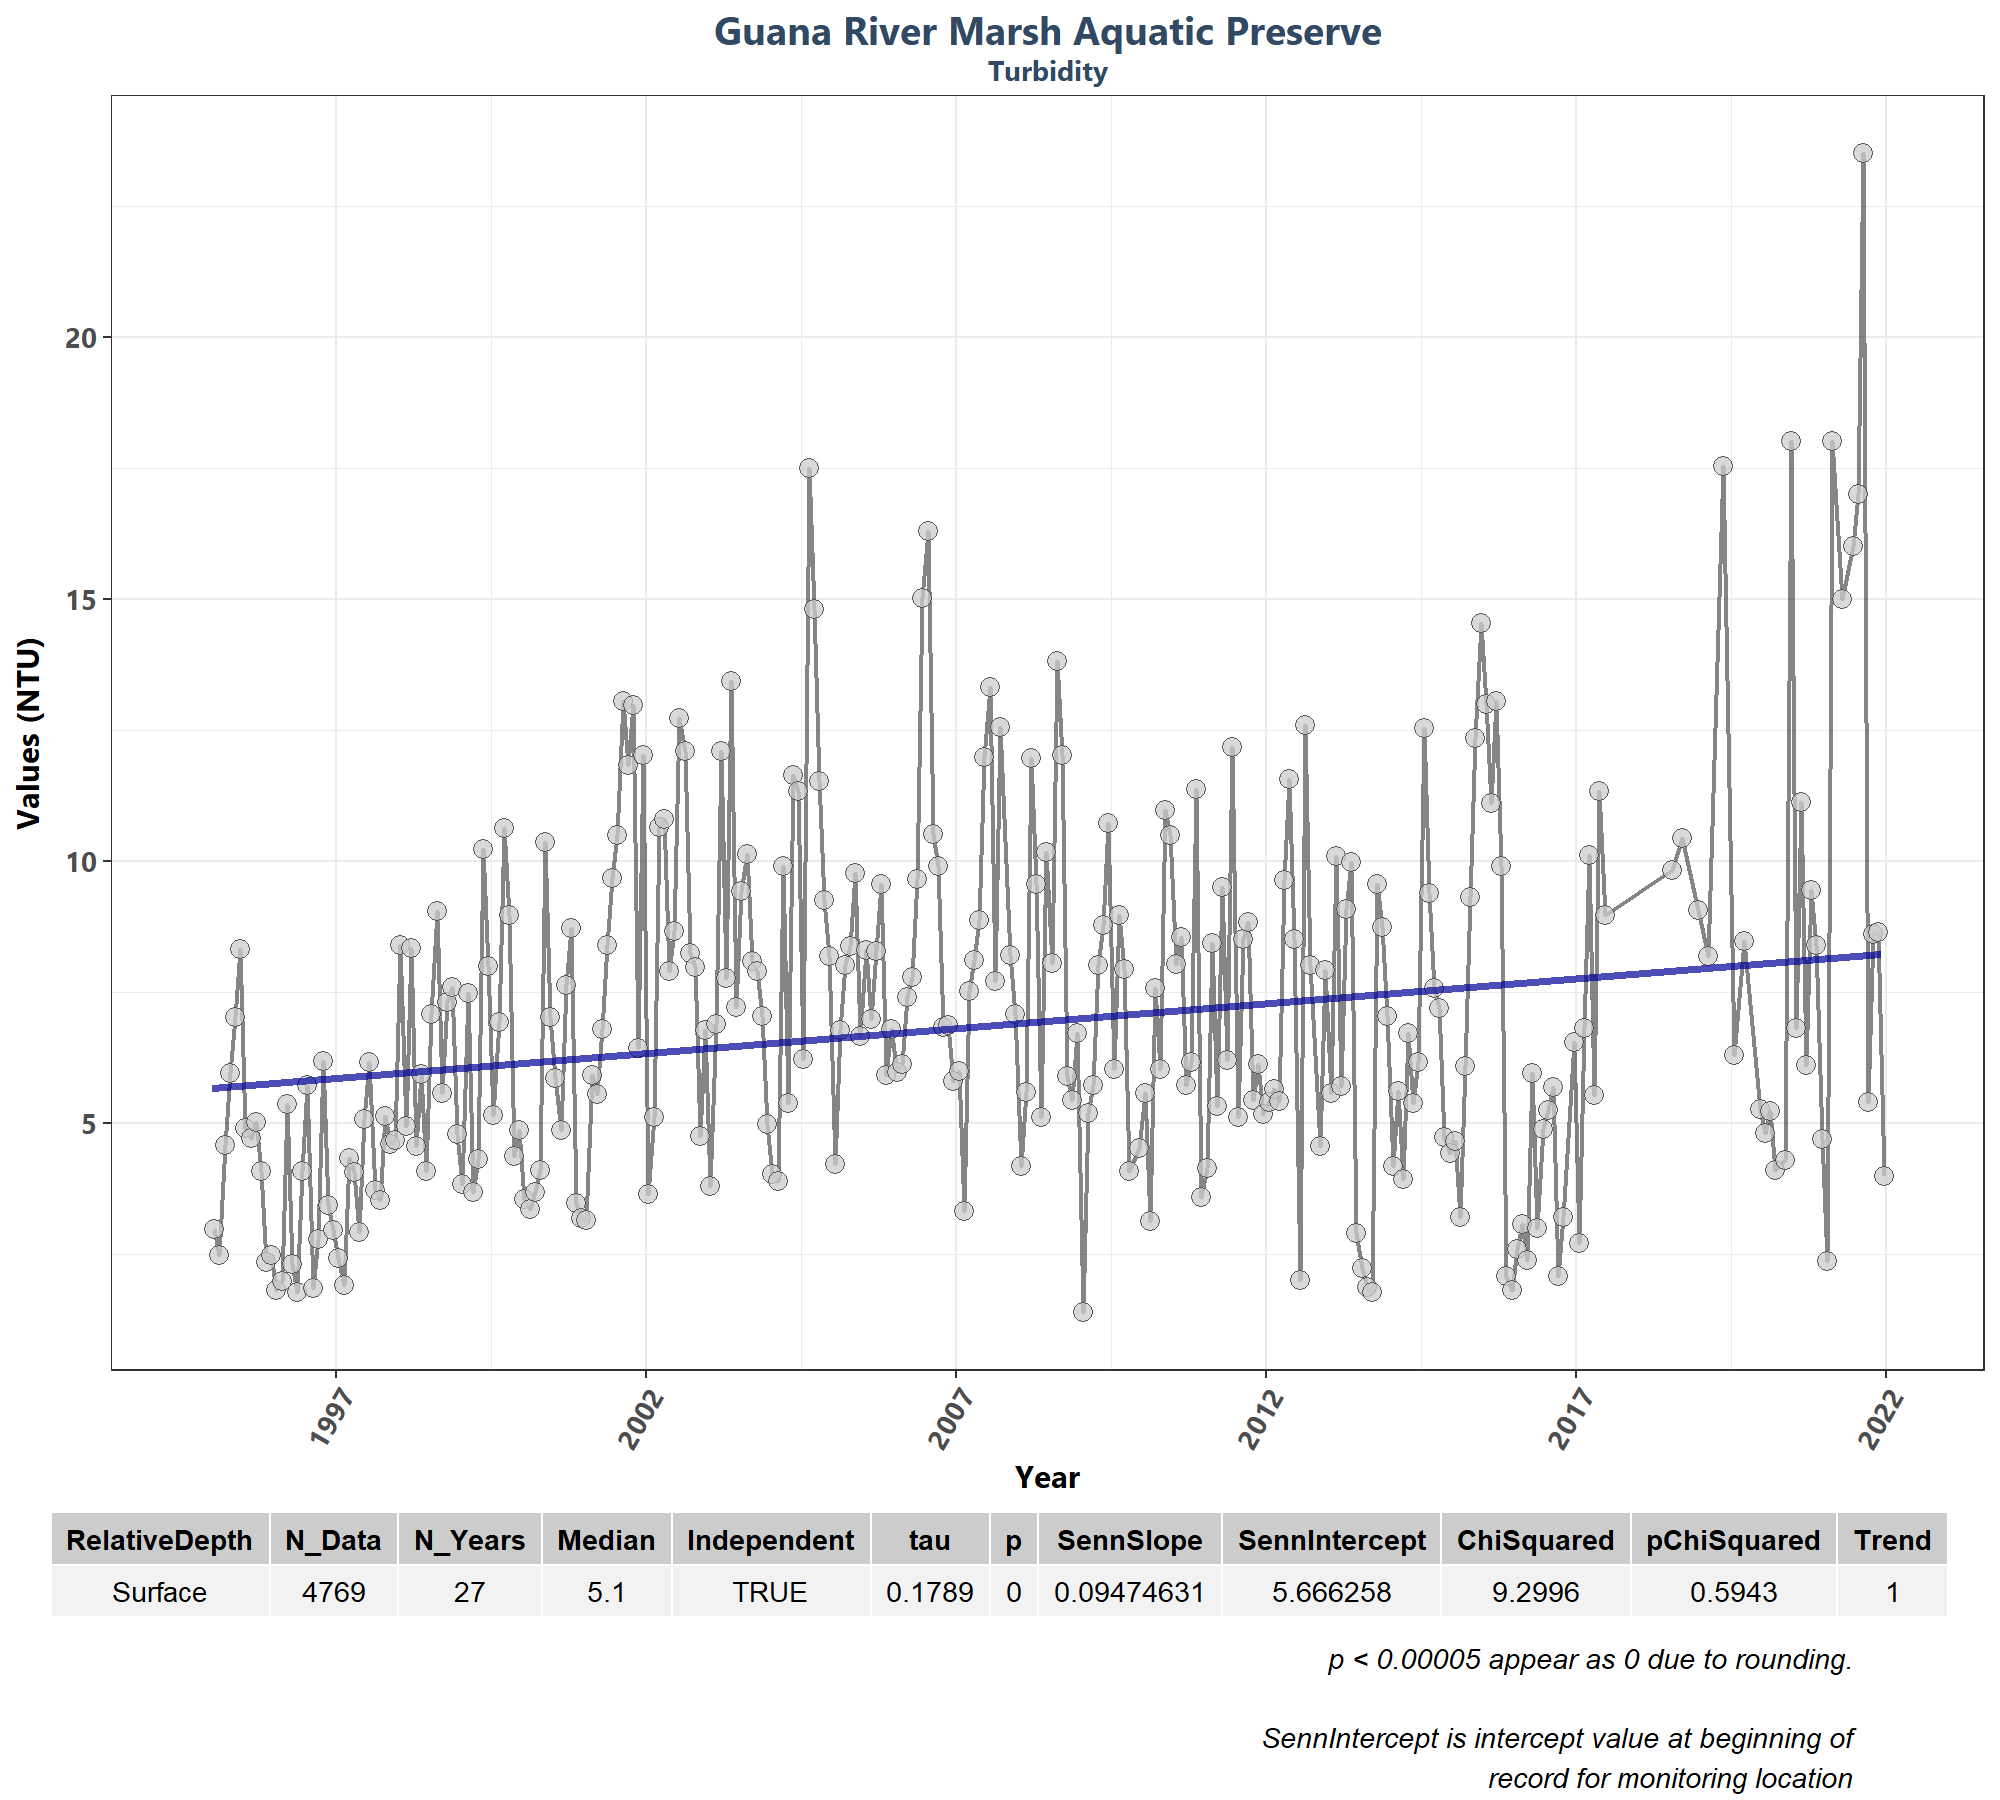 Guana River Marsh Aquatic Preserve
Turbidity
Values (NTU)
20
15
10
5
1997
2002
2007
2012
2017
2022
Year
RelativeDepth N_Data N_Years Median Independent tau p SennSlope SennIntercept ChiSquared pChiSquared Trend
Surface 4769 27 5.1 TRUE 0.1789 0 0.09474631 5.666258 9.2996 0.5943 1
p < 0.00005 appear as 0 due to rounding.
SennIntercept is intercept value at beginning of
record for monitoring location